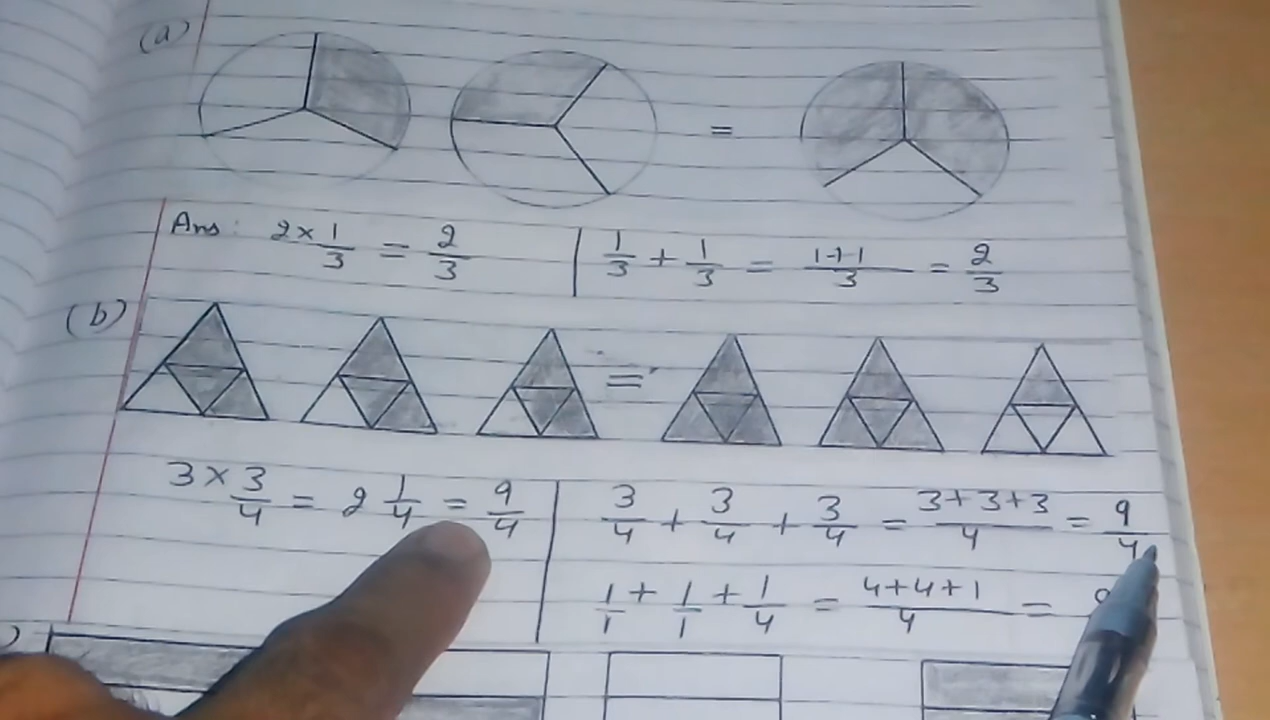 (a)
=
Ans: 2 × 1/3 = 2/3 | 1/3 + 1/3 = 1+1/3 = 2/3
(b)
=
3 × 3/4 = 2 1/4 = 9/4 | 3/4 + 3/4 + 3/4 = 3+3+3/4 = 9/4
1/1 + 1/1 + 1/4 = 4+4+1/4 =